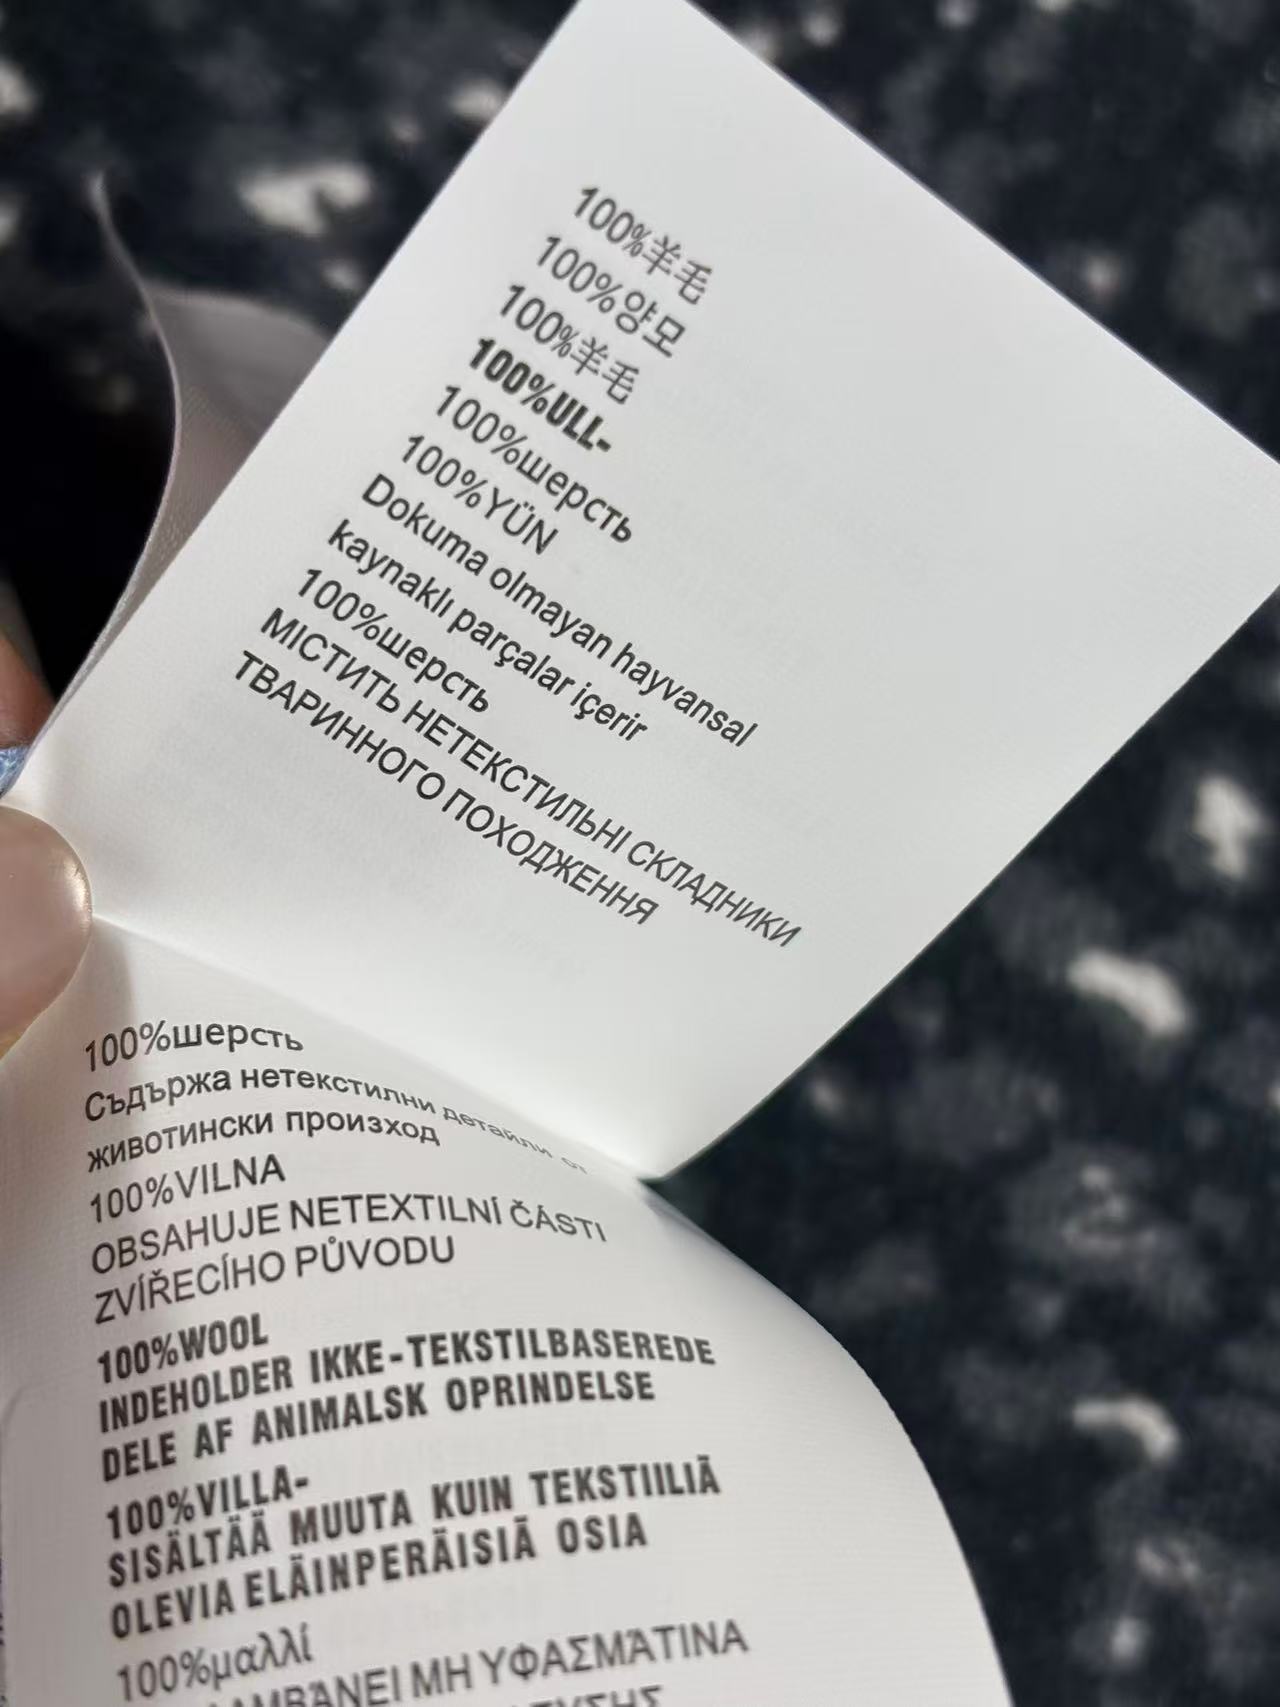 100%羊毛
100%양모
100%羊毛
100%ULL-
100%шерсть
100%YÜN
Dokuma olmayan hayvansal
kaynaklı parçalar içerir
100%шерсть
МІСТИТЬ НЕТЕКСТИЛЬНІ СКЛАДНИКИ
ТВАРИННОГО ПОХОДЖЕННЯ
100%шерсть
Съдържа нетекстилни детайли от
животински произход
100%VILNA
OBSAHUJE NETEXTILNÍ ČÁSTI
ZVÍŘECÍHO PŮVODU
100%WOOL
INDEHOLDER IKKE-TEKSTILBASEREDE
DELE AF ANIMALSK OPRINDELSE
100%VILLA-
SISÄLTÄÄ MUUTA KUIN TEKSTIILIÄ
OLEVIA ELÄINPERÄISIÄ OSIA
100%μαλλί
ΜΗ ΥΦΑΣΜΆΤΙΝΑ